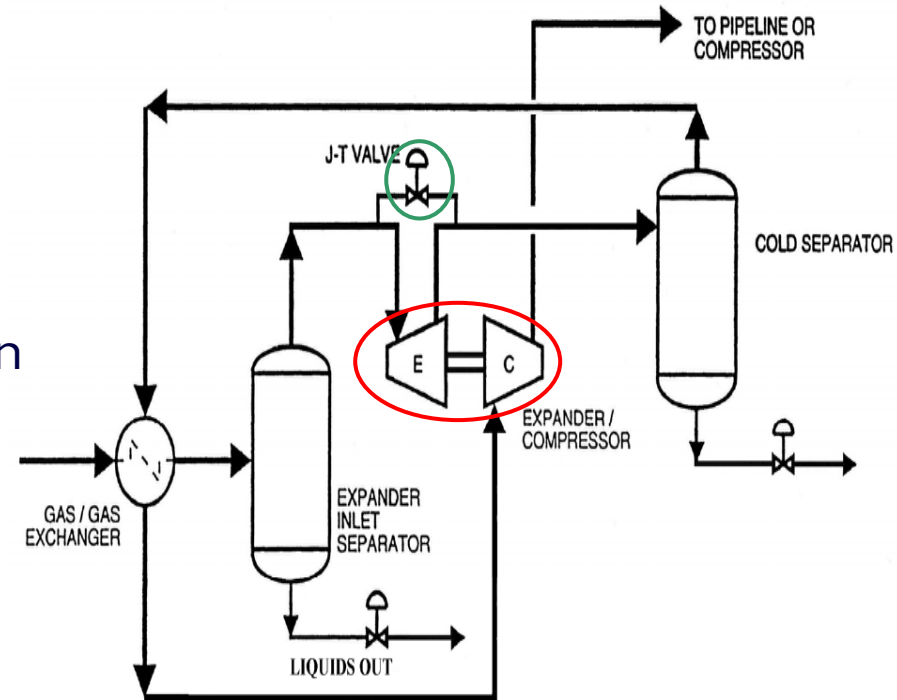 TO PIPELINE OR
COMPRESSOR
J-T VALVE
COLD SEPARATOR
n
E
C
EXPANDER /
COMPRESSOR
GAS / GAS
EXCHANGER
EXPANDER
INLET
SEPARATOR
LIQUIDS OUT